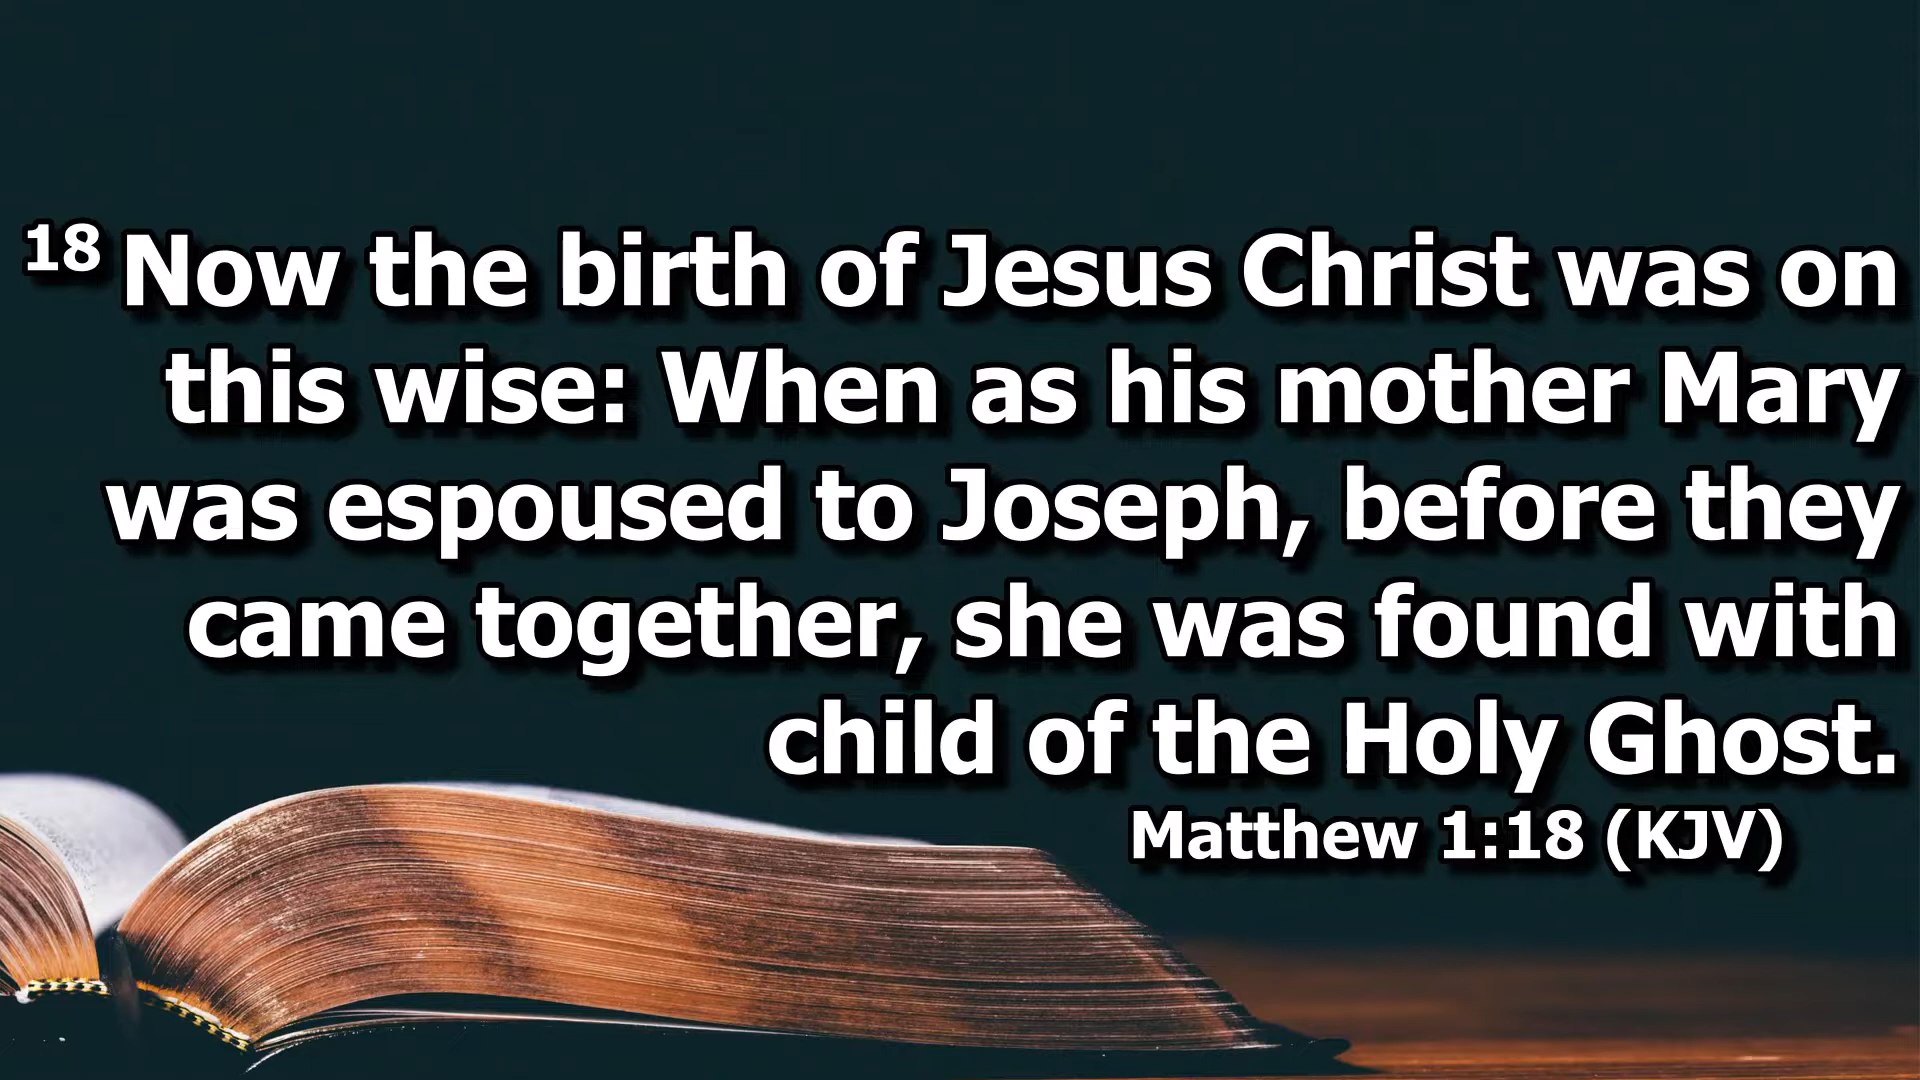 18 Now the birth of Jesus Christ was on
this wise: When as his mother Mary
was espoused to Joseph, before they
came together, she was found with
child of the Holy Ghost.
Matthew 1:18 (KJV)